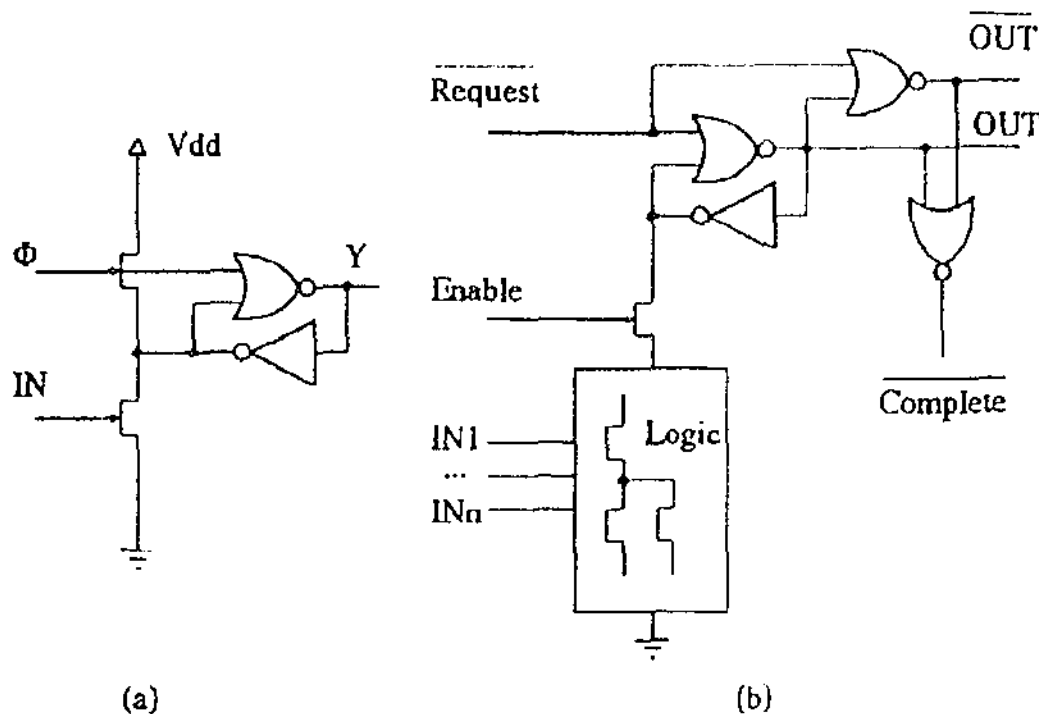 Vdd
Φ
Y
IN
(a)
OUT
Request
OUT
Enable
Complete
IN1
Logic
...
INn
(b)